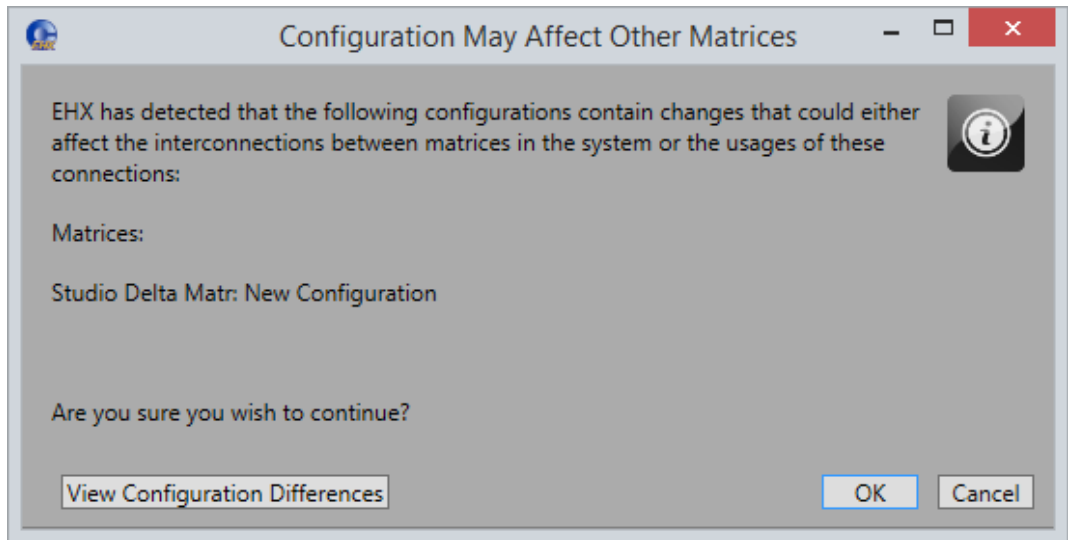 Configuration May Affect Other Matrices
EHX has detected that the following configurations contain changes that could either
affect the interconnections between matrices in the system or the usages of these
connections:
Matrices:
Studio Delta Matr: New Configuration
Are you sure you wish to continue?
View Configuration Differences
OK
Cancel